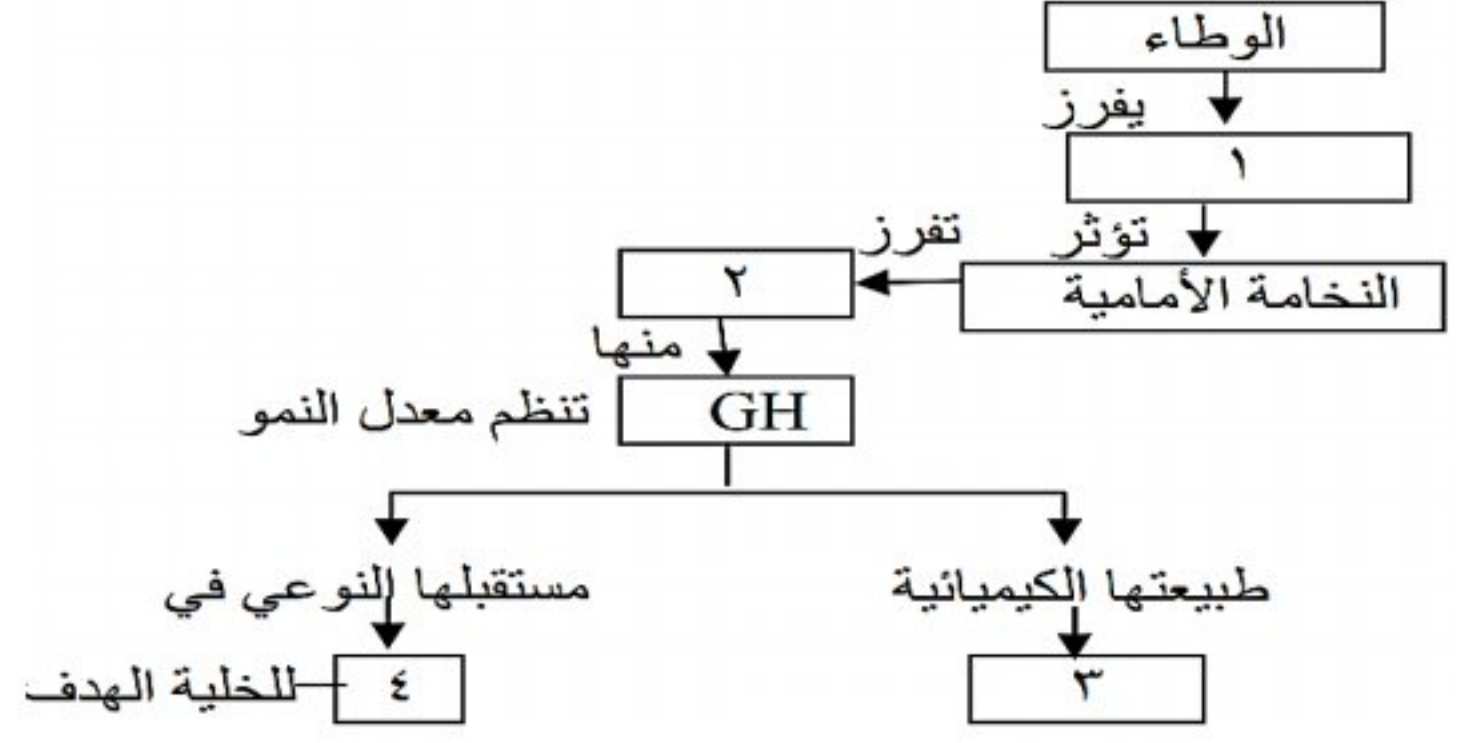 الوطاء
يفرز
١
تؤثر
النخامة الأمامية
تفرز
٢
منها
GH
تنظم معدل النمو
طبيعتها الكيميائية
٣
مستقبلها النوعي في
٤
للخلية الهدف